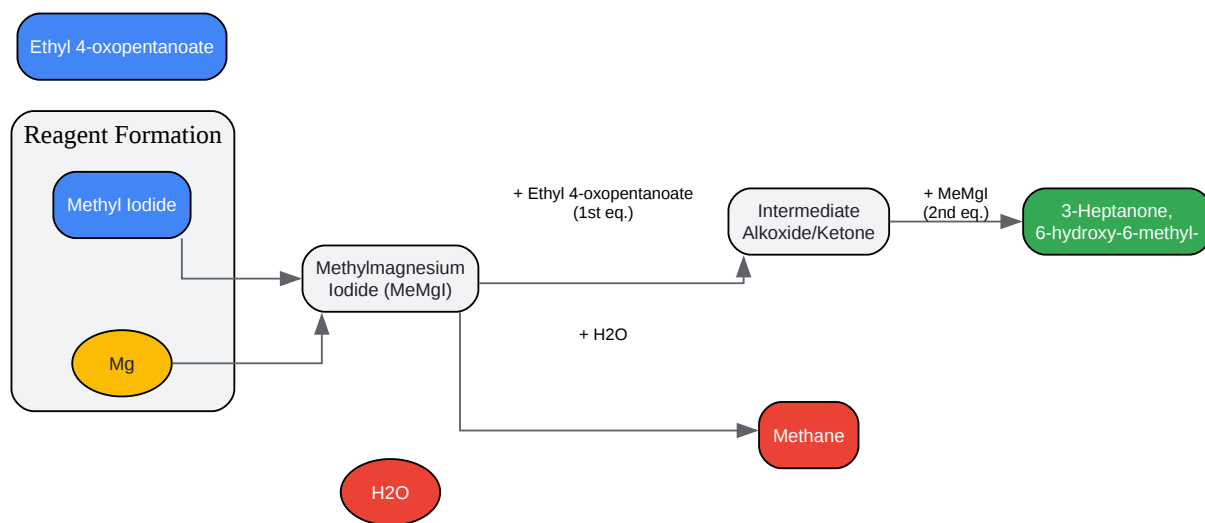 Ethyl 4-oxopentanoate
Reagent Formation
Methyl Iodide
+ Ethyl 4-oxopentanoate
(1st eq.)
Intermediate
Alkoxide/Ketone
+ MeMgI
(2nd eq.)
3-Heptanone,
6-hydroxy-6-methyl-
Methylmagnesium
Iodide (MeMgI)
+ H2O
Mg
Methane
H2O